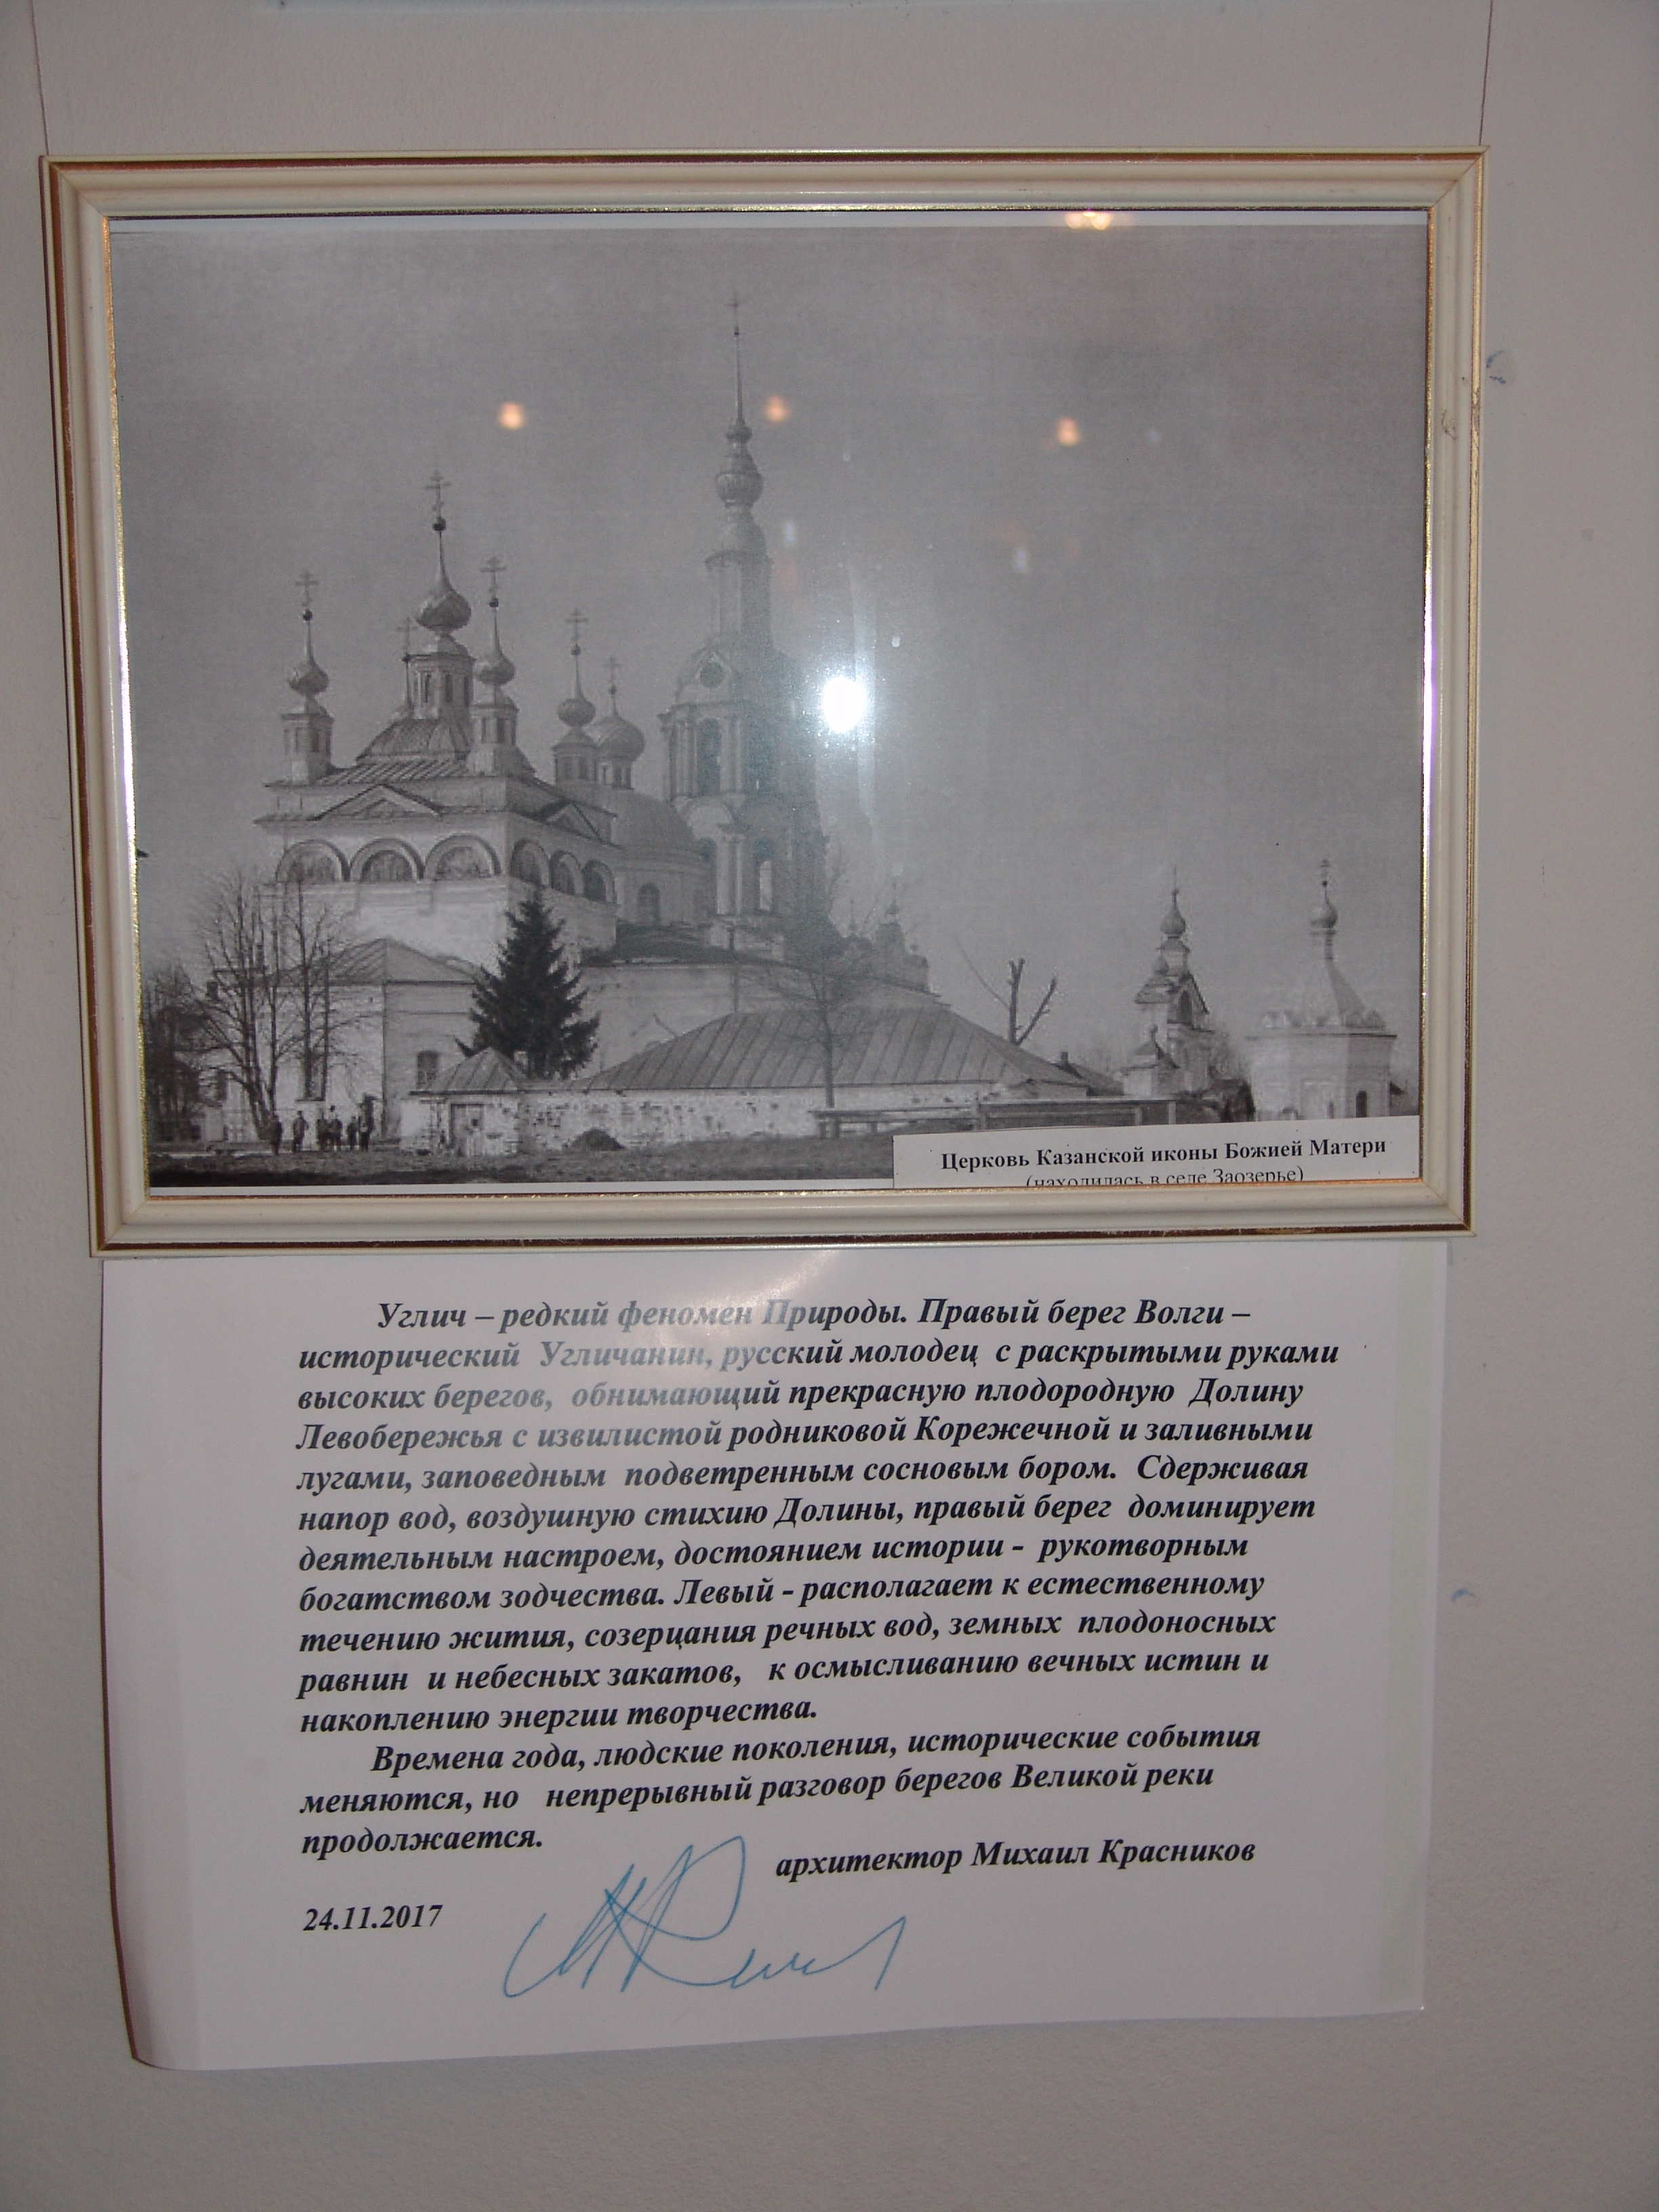 Церковь Казанской иконы Божией Матери
(находилась в селе Заозерье)
Углич – редкий феномен Природы. Правый берег Волги –
исторический Угличанин, русский молодец с раскрытыми руками
высоких берегов, обнимающий прекрасную плодородную Долину
Левобережья с извилистой родниковой Корежечной и заливными
лугами, заповедным подветренным сосновым бором. Сдерживая
напор вод, воздушную стихию Долины, правый берег доминирует
деятельным настроем, достоянием истории - рукотворным
богатством зодчества. Левый - располагает к естественному
течению жития, созерцания речных вод, земных плодоносных
равнин и небесных закатов, к осмысливанию вечных истин и
накоплению энергии творчества.
Времена года, людские поколения, исторические события
меняются, но непрерывный разговор берегов Великой реки
продолжается.
архитектор Михаил Красников
24.11.2017